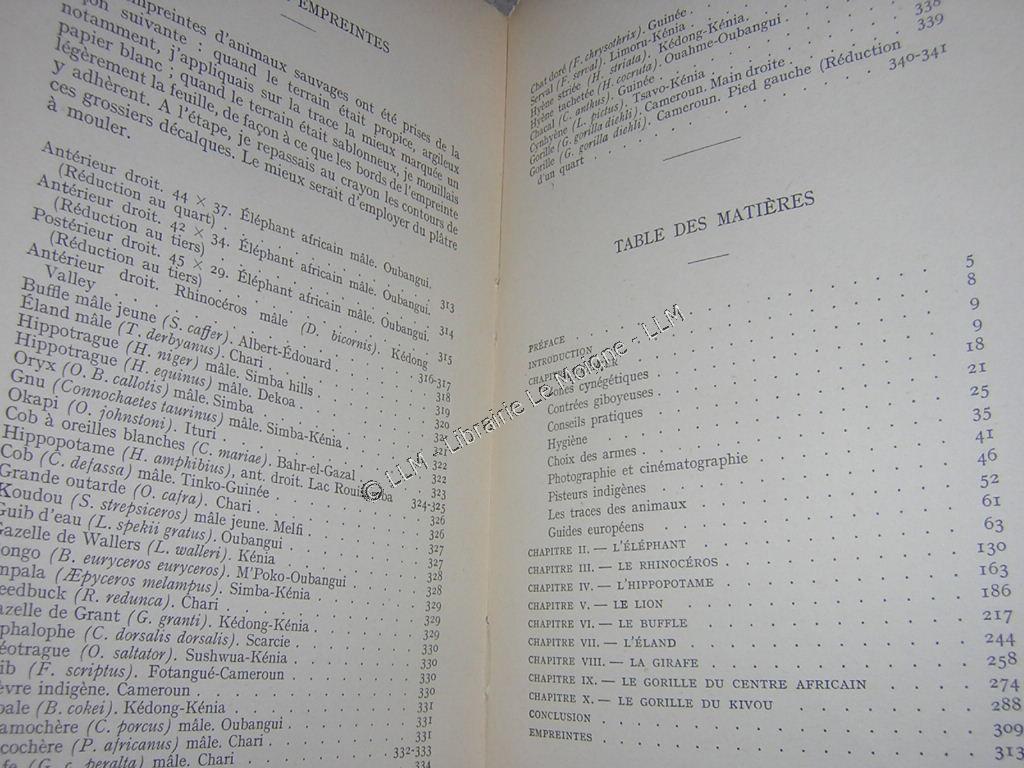 EMPREINTES
empreintes d'animaux sauvages ont été prises de la
suivante : quand le terrain était propice, argileux
notamment, j'appliquais sur la trace la mieux marquée un
papier blanc ; quand le terrain était sablonneux, je mouillais
légèrement la feuille, de façon à ce que les bords de l'empreinte
y adhèrent. A l'étape, je repassais au crayon les contours de
ces grossiers décalques. Le mieux serait d'employer du plâtre
à mouler.
Antérieur droit. 44 × 37. Éléphant africain mâle. Oubangui.
(Réduction au quart) . 313
Antérieur droit. 42 × 34. Éléphant africain mâle. Oubangui.
(Réduction au tiers) . 314
Postérieur droit. 45 × 29. Éléphant africain mâle. Oubangui.
(Réduction au tiers) . 315
Antérieur droit. Rhinocéros mâle (D. bicornis). Kédong
Valley . 316-317
Buffle mâle jeune (S. caffer). Albert-Édouard . 318
Éland mâle (T. derbyanus). Chari . 319
Hippotrague (H. niger) mâle. Simba hills . 320
Hippotrague (H. equinus) mâle. Dekoa . 321
Oryx (O. B. callotis) mâle. Simba
Gnu (Connochaetes taurinus) mâle. Simba-Kénia . 322
Okapi (O. johnstoni). Ituri . 322
Cob à oreilles blanches (C. mariae). Bahr-el-Gazal . 323
Hippopotame (H. amphibius), ant. droit. Lac 324-325
Cob (C. defassa) mâle. Tinko-Guinée . 326
Grande outarde (O. cafra). Chari . 326
Koudou (S. strepsiceros) mâle jeune. Melfi . 327
Guib d'eau (L. spekii gratus). Oubangui . 327
Gazelle de Wallers (L. walleri). Kénia . 328
ongo (B. euryceros euryceros). M'Poko-Oubangui . 328
mpala (Æpyceros melampus). Simba-Kénia . 329
eedbuck (R. redunca). Chari . 329
azelle de Grant (G. granti). Kédong-Kénia . 329
phalophe (C. dorsalis dorsalis). Scarcie . 330
éotrague (O. saltator). Sushwua-Kénia . 330
ib (F. scriptus). Fotangué-Cameroun . 330
èvre indigène. Cameroun . 330
bale (B. cokei). Kédong-Kénia . 331
amochère (C. porcus) mâle. Oubangui . 331
cochère (P. africanus) mâle. Chari . 332-333
fe (G. c. peralta) mâle. Chari . 334
Chat doré (F. chrysothrix). Guinée .
Serval (F. serval). Limoru-Kénia .
Hyène striée (H. striata). Kédong-Kénia . 338
Hyène tachetée (H. cocruta). Ouahme-Oubangui . 339
Chacal (C. anthus). Guinée .
Cynhyène (L. pictus). Tsavo-Kénia .
Gorille (G. gorilla diehli). Cameroun. Main droite .
Gorille (G. gorilla diehli). Cameroun. Pied gauche (Réduction
d'un quart . 340-341
TABLE DES MATIÈRES
PRÉFACE . 5
INTRODUCTION . 8
9
Zones cynégétiques . 9
Contrées giboyeuses . 18
Conseils pratiques . 21
Hygiène . 25
Choix des armes . 35
Photographie et cinématographie . 41
Pisteurs indigènes . 46
Les traces des animaux . 52
Guides européens . 61
CHAPITRE II. — L'ÉLÉPHANT . 63
CHAPITRE III. — LE RHINOCÉROS . 130
CHAPITRE IV. — L'HIPPOPOTAME . 163
CHAPITRE V. — LE LION . 186
CHAPITRE VI. — LE BUFFLE . 217
CHAPITRE VII. — L'ÉLAND . 244
CHAPITRE VIII. — LA GIRAFE . 258
CHAPITRE IX. — LE GORILLE DU CENTRE AFRICAIN . 274
CHAPITRE X. — LE GORILLE DU KIVOU . 288
CONCLUSION . 309
EMPREINTES . 313
© LLM - Librairie Le Moigne - LLM